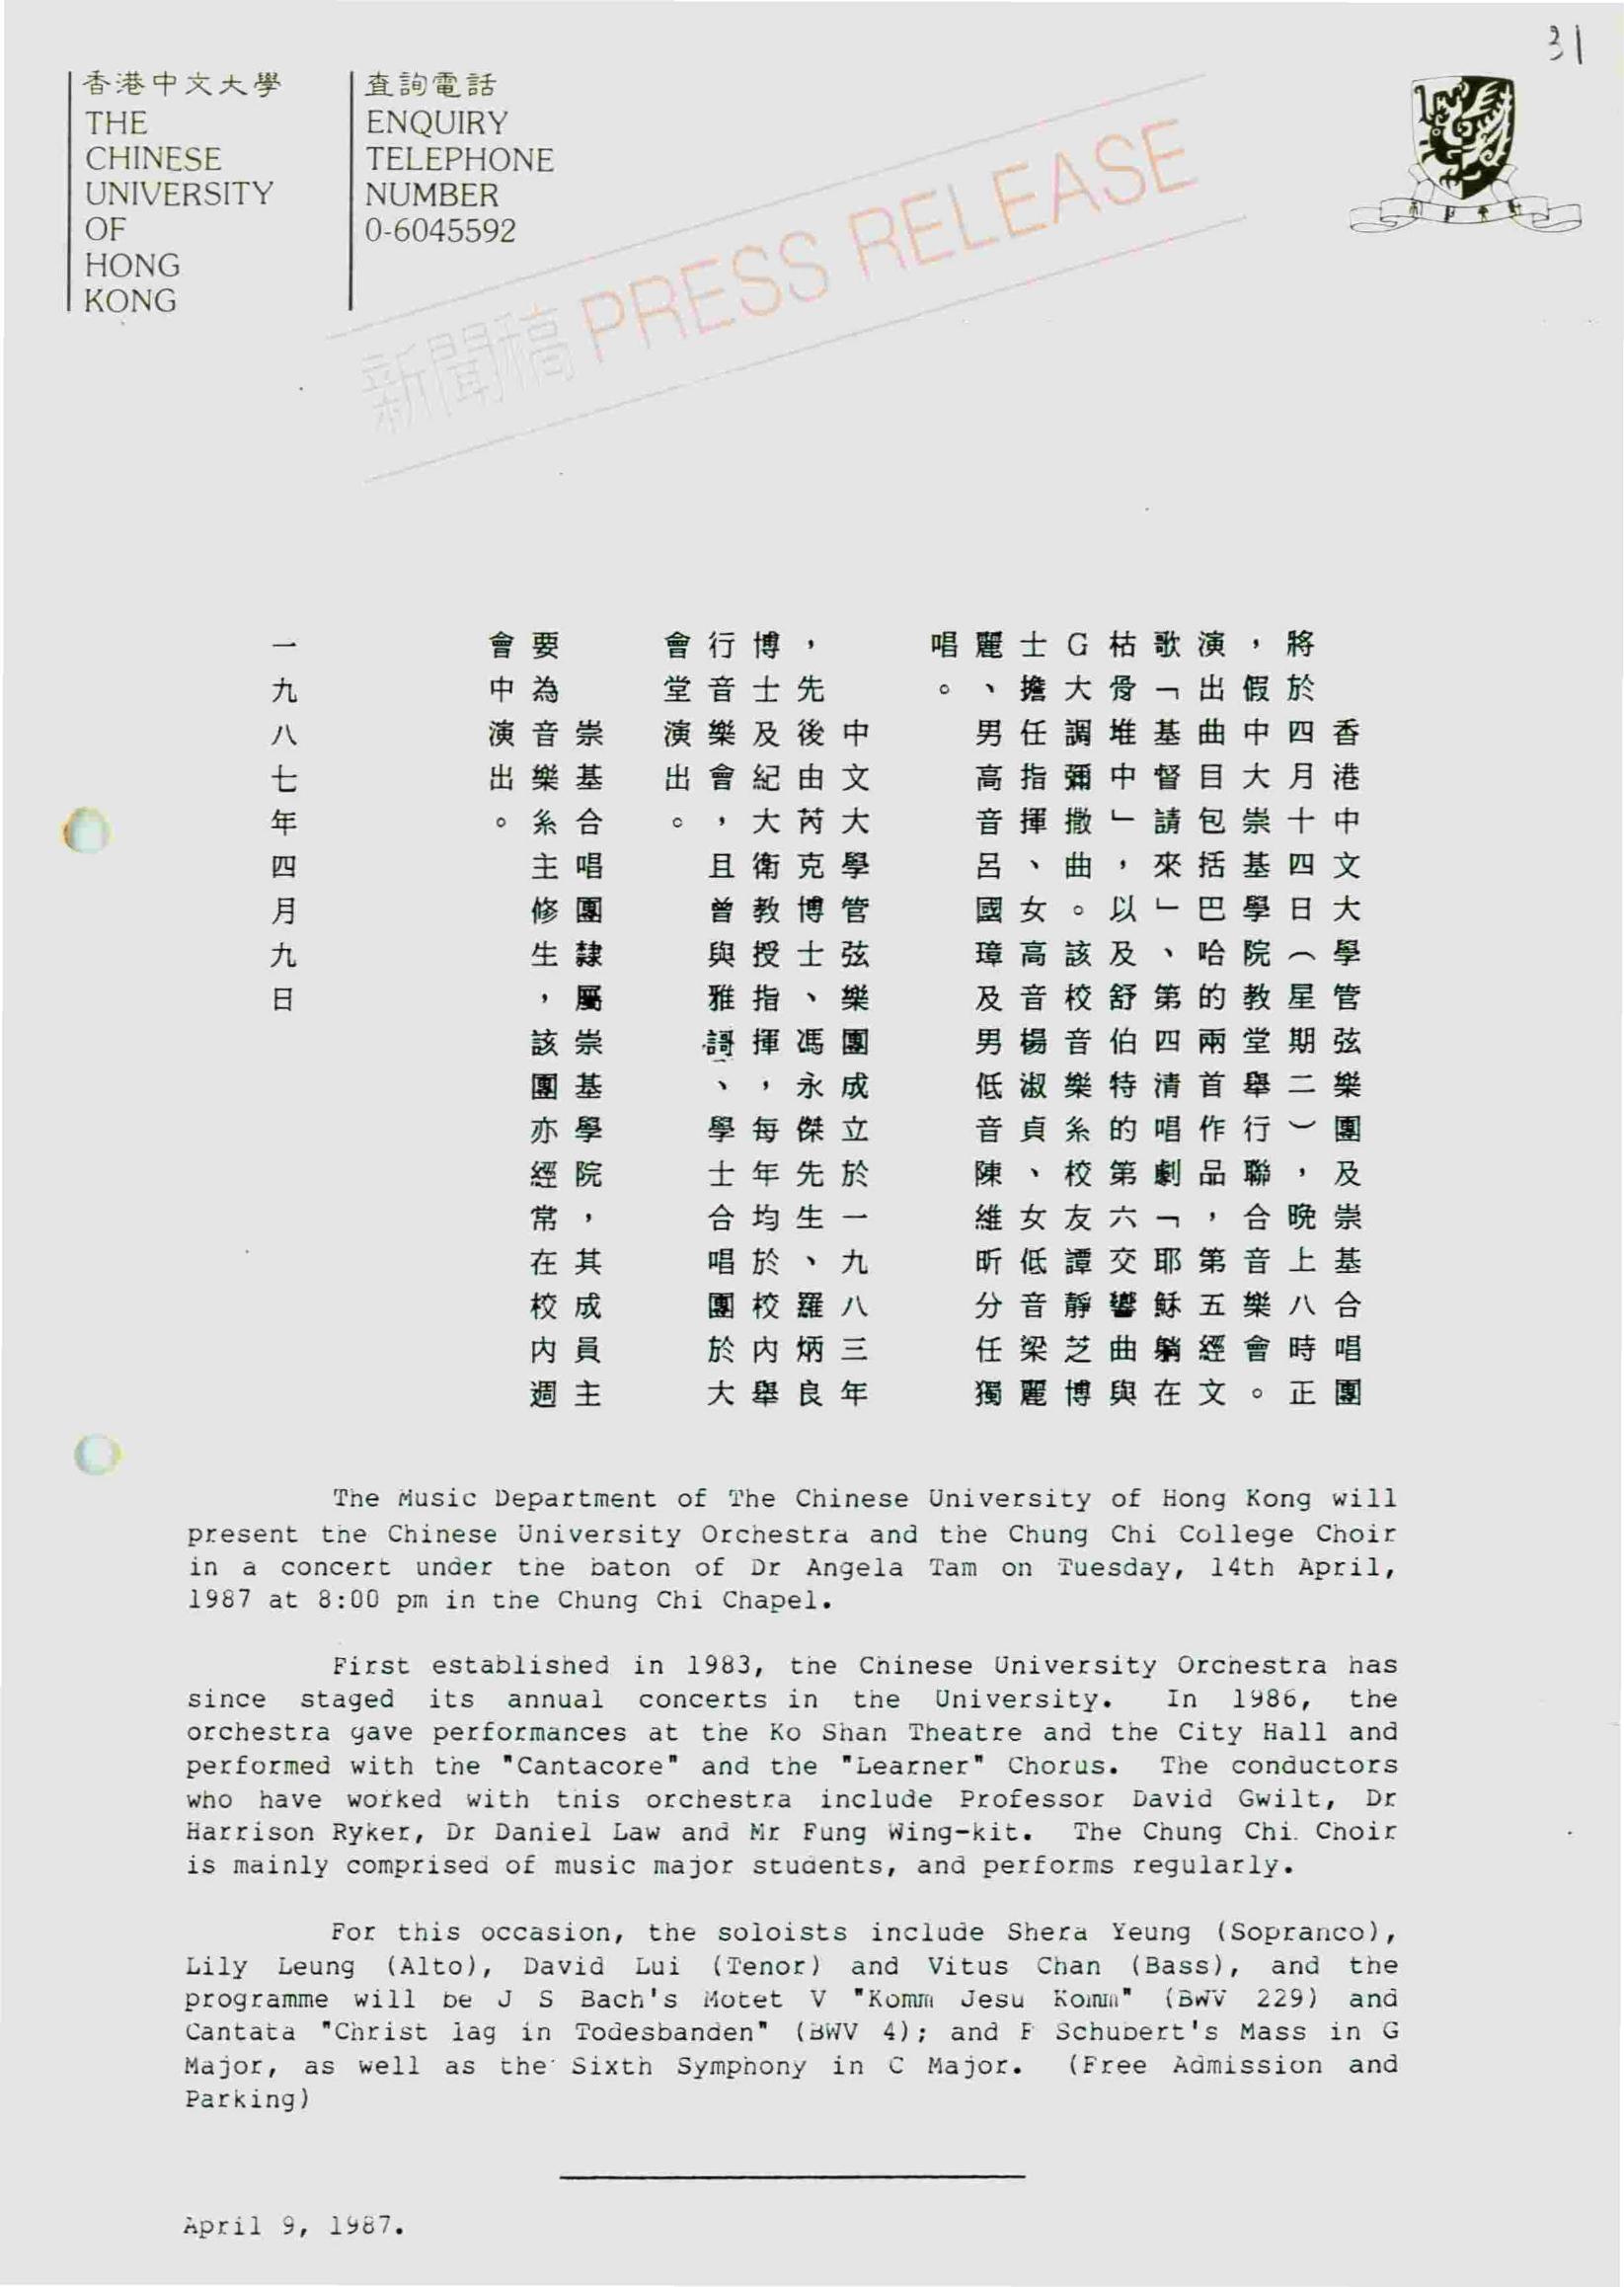 31
香港中文大學
THE
CHINESE
UNIVERSITY
OF
HONG
KONG
查詢電話
ENQUIRY
TELEPHONE
NUMBER
0-6045592
新聞稿 PRESS RELEASE
香港中文大學管弦樂團及崇基合唱團
將於四月十四日（星期二），晚上八時正
，假中大崇基學院教堂舉行聯合音樂會。
演出曲目包括巴哈的兩首作品，第五經文
歌「基督請來」、第四清唱劇「耶穌躺在
枯骨堆中」，以及舒伯特的第六交響曲與
G大調彌撒曲。該校音樂糸校友譚靜芝博
士擔任指揮、女高音楊淑貞、女低音梁麗
麗、男高音呂國璋及男低音陳維昕分任獨
唱。
中文大學管弦樂團成立於一九八三年
，先後由芮克博士、馮永傑先生、羅炳良
博士及紀大衛教授指揮，每年均於校內舉
行音樂會，且曾與雅謌、學士合唱團於大
會堂演出。
崇基合唱團隸屬崇基學院，其成員主
要為音樂糸主修生，該團亦經常在校內週
會中演出。
一九八七年四月九日
The Music Department of The Chinese University of Hong Kong will
present the Chinese University Orchestra and the Chung Chi College Choir
in a concert under the baton of Dr Angela Tam on Tuesday, 14th April,
1987 at 8:00 pm in the Chung Chi Chapel.
First established in 1983, the Chinese University Orchestra has
since staged its annual concerts in the University. In 1986, the
orchestra gave performances at the Ko Shan Theatre and the City Hall and
performed with the "Cantacore" and the "Learner" Chorus. The conductors
who have worked with this orchestra include Professor David Gwilt, Dr
Harrison Ryker, Dr Daniel Law and Mr Fung Wing-kit. The Chung Chi Choir
is mainly comprised of music major students, and performs regularly.
For this occasion, the soloists include Shera Yeung (Sopranco),
Lily Leung (Alto), David Lui (Tenor) and Vitus Chan (Bass), and the
programme will be J S Bach's Motet V "Komm Jesu Komm" (BWV 229) and
Cantata "Christ lag in Todesbanden" (BWV 4); and F Schubert's Mass in G
Major, as well as the Sixth Symphony in C Major. (Free Admission and
Parking)
April 9, 1987.